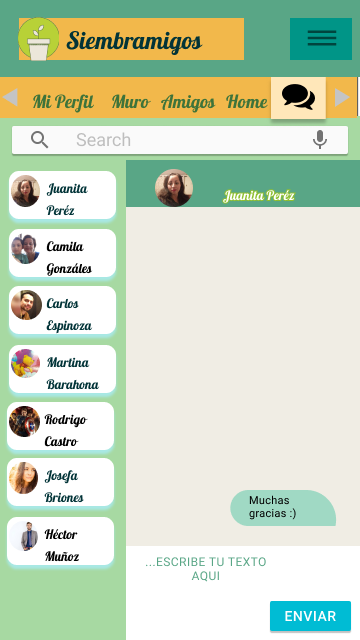 Siembramigos
Mi Perfil Muro Amigos Home
Search
Juanita
Peréz
Camila
Gonzáles
Carlos
Espinoza
Martina
Barahona
Rodrigo
Castro
Josefa
Briones
Héctor
Muñoz
Juanita Peréz
Muchas
gracias :)
...ESCRIBE TU TEXTO
AQUI
ENVIAR